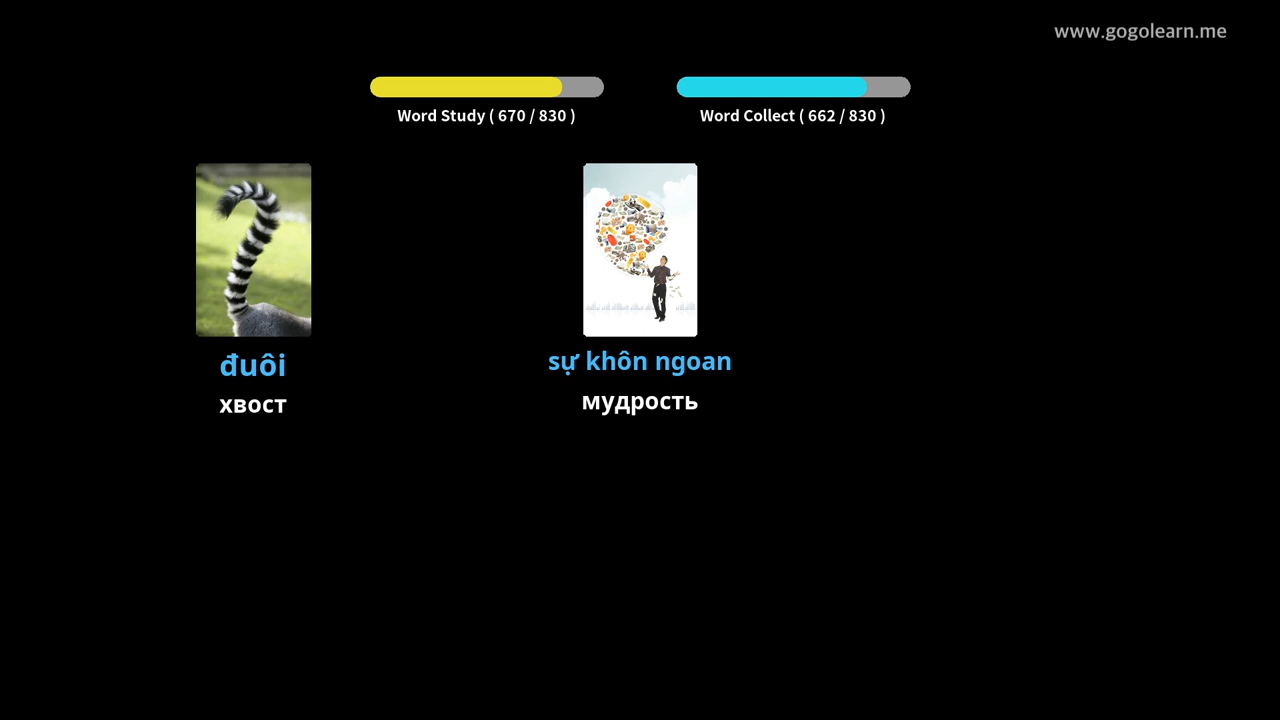 www.gogolearn.me
Word Study ( 670 / 830 )
Word Collect ( 662 / 830 )
đuôi
хвост
sự khôn ngoan
мудрость